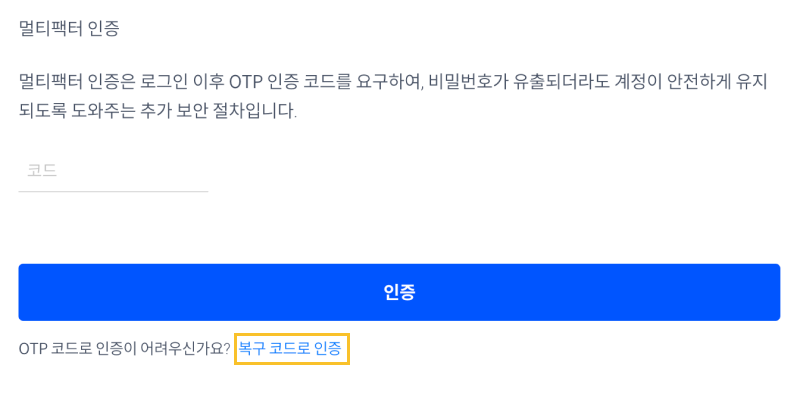 멀티팩터 인증
멀티팩터 인증은 로그인 이후 OTP 인증 코드를 요구하여, 비밀번호가 유출되더라도 계정이 안전하게 유지
되도록 도와주는 추가 보안 절차입니다.
코드
인증
OTP 코드로 인증이 어려우신가요? 복구 코드로 인증